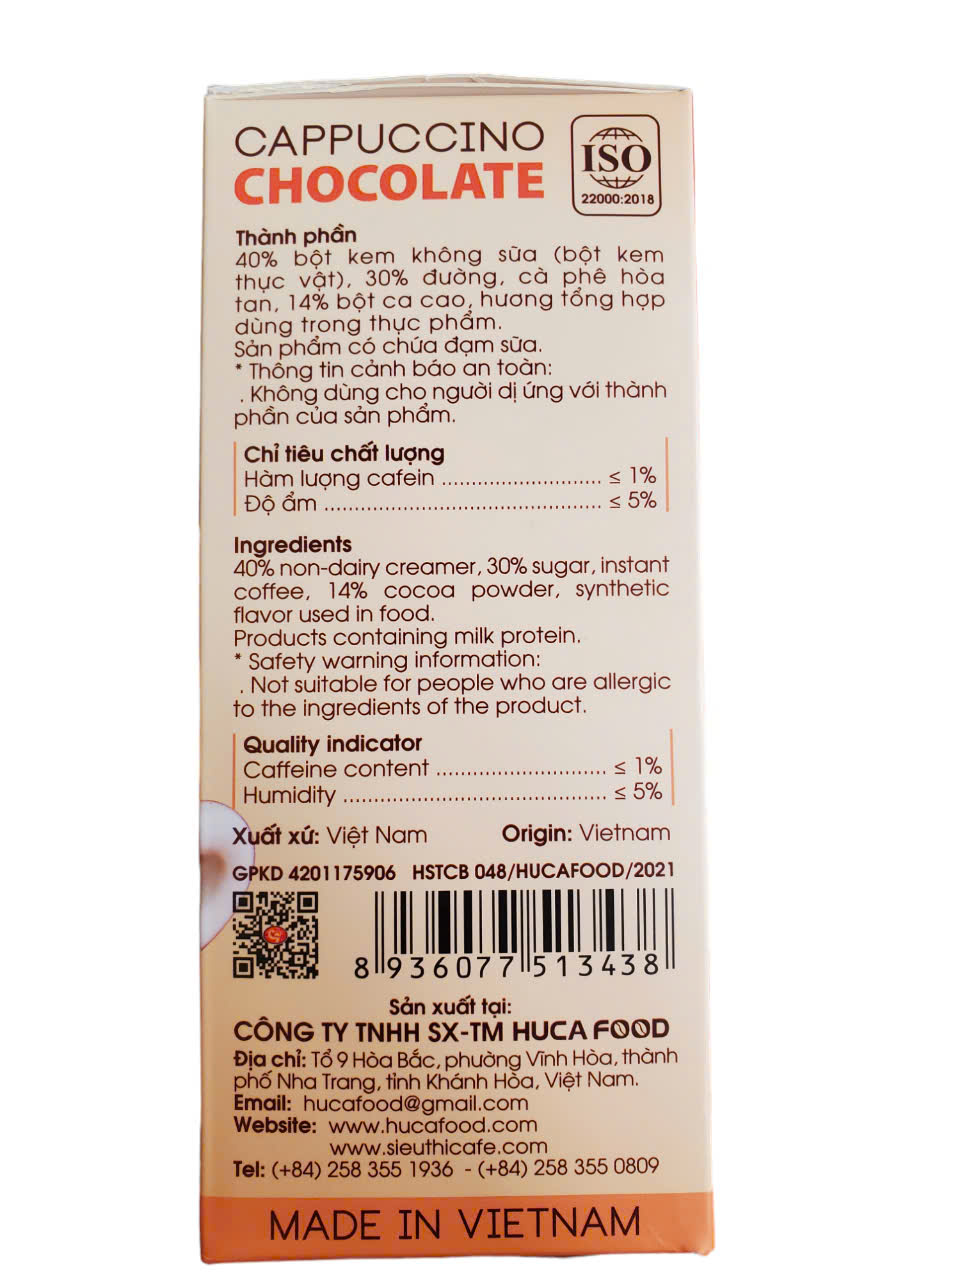 CAPPUCCINO
CHOCOLATE
ISO
22000:2018
Thành phần
40% bột kem không sữa (bột kem
thực vật), 30% đường, cà phê hòa
tan, 14% bột ca cao, hương tổng hợp
dùng trong thực phẩm.
Sản phẩm có chứa đạm sữa.
* Thông tin cảnh báo an toàn:
. Không dùng cho người dị ứng với thành
phần của sản phẩm.
Chỉ tiêu chất lượng
Hàm lượng cafein ........................... ≤ 1%
Độ ẩm .............................................. ≤ 5%
Ingredients
40% non-dairy creamer, 30% sugar, instant
coffee, 14% cocoa powder, synthetic
flavor used in food.
Products containing milk protein.
* Safety warning information:
. Not suitable for people who are allergic
to the ingredients of the product.
Quality indicator
Caffeine content ............................ ≤ 1%
Humidity ............................................ ≤ 5%
Xuất xứ: Việt Nam Origin: Vietnam
GPKD 4201175906 HSTCB 048/HUCAFOOD/2021
8 936077 513438
Sản xuất tại:
CÔNG TY TNHH SX-TM HUCA FOOD
Địa chỉ: Tổ 9 Hòa Bắc, phường Vĩnh Hòa, thành
phố Nha Trang, tỉnh Khánh Hòa, Việt Nam.
Email: hucafood@gmail.com
Website: www.hucafood.com
www.sieuthicafe.com
Tel: (+84) 258 355 1936 - (+84) 258 355 0809
MADE IN VIETNAM